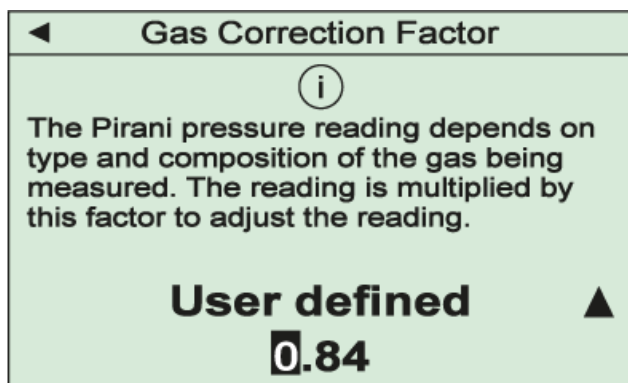 Gas Correction Factor
i
The Pirani pressure reading depends on
type and composition of the gas being
measured. The reading is multiplied by
this factor to adjust the reading.
User defined
0.84